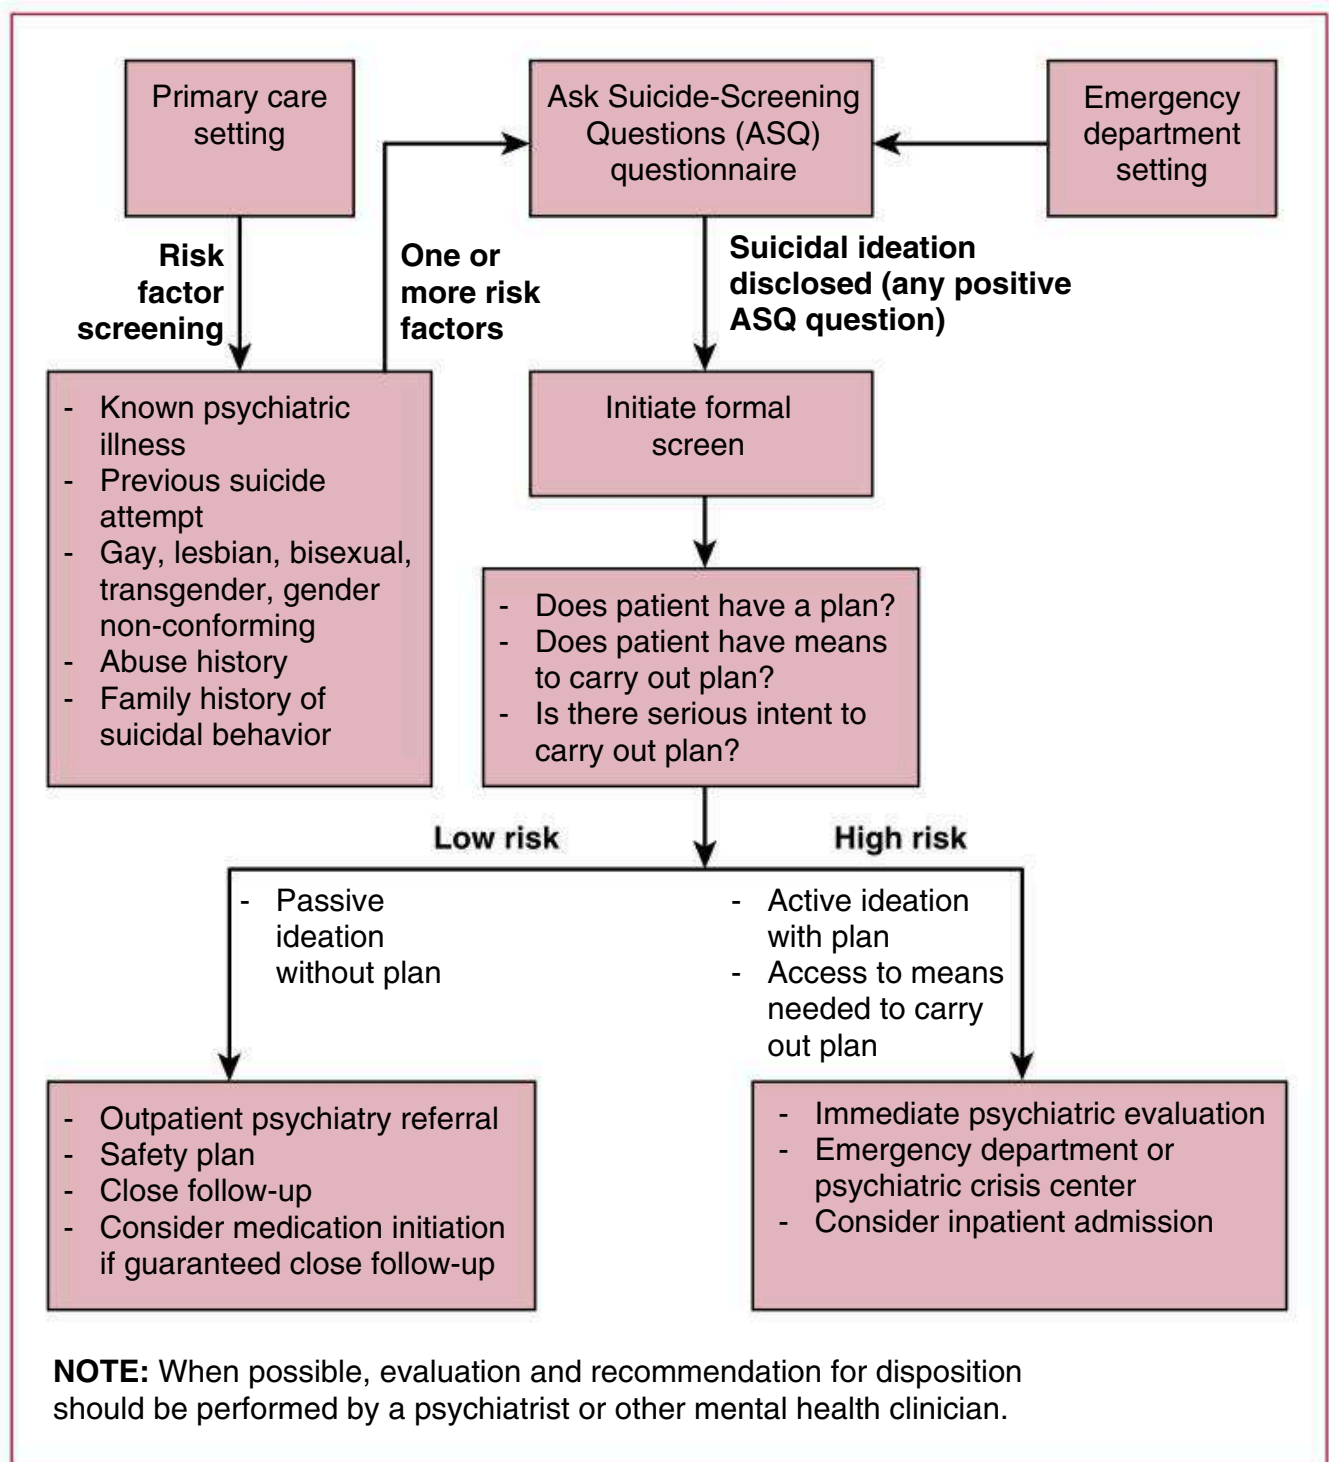 Primary care
setting
Ask Suicide-Screening
Questions (ASQ)
questionnaire
Emergency
department
setting
Risk
factor
screening
One or
more risk
factors
Suicidal ideation
disclosed (any positive
ASQ question)
- Known psychiatric
illness
- Previous suicide
attempt
- Gay, lesbian, bisexual,
transgender, gender
non-conforming
- Abuse history
- Family history of
suicidal behavior
Initiate formal
screen
- Does patient have a plan?
- Does patient have means
to carry out plan?
- Is there serious intent to
carry out plan?
Low risk
High risk
- Passive
ideation
without plan
- Active ideation
with plan
- Access to means
needed to carry
out plan
- Outpatient psychiatry referral
- Safety plan
- Close follow-up
- Consider medication initiation
if guaranteed close follow-up
- Immediate psychiatric evaluation
- Emergency department or
psychiatric crisis center
- Consider inpatient admission
NOTE: When possible, evaluation and recommendation for disposition
should be performed by a psychiatrist or other mental health clinician.